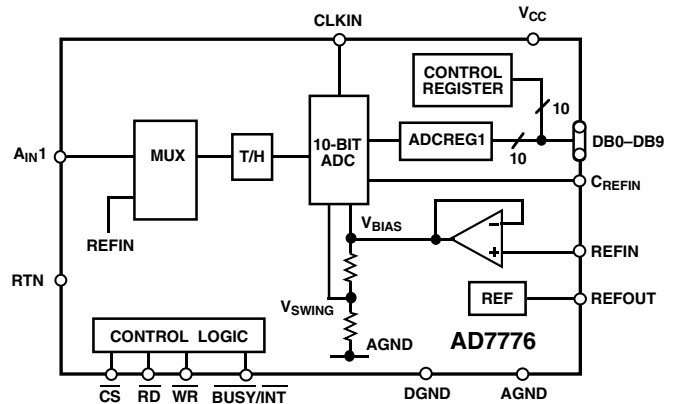 CLKIN
VCC
CONTROL
REGISTER
10
10-BIT
ADC
ADCREG1
10
DB0–DB9
AIN1
MUX
T/H
CREFIN
VBIAS
REFIN
REFIN
RTN
VSWING
REF
REFOUT
CONTROL LOGIC
AGND
AD7776
CS
RD
WR
BUSY/INT
DGND
AGND